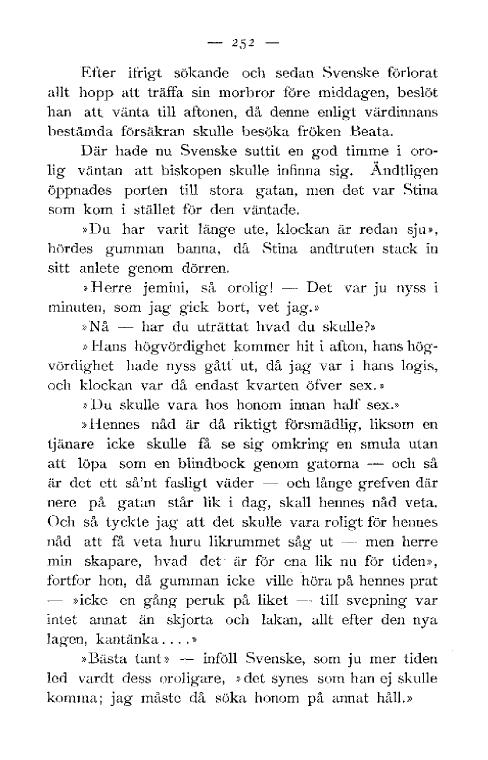 — 252 —
Efter ifrigt sökande och sedan Svenske förlorat
allt hopp att träffa sin morbror före middagen, beslöt
han att vänta till aftonen, då denne enligt värdinnans
bestämda försäkran skulle besöka fröken Beata.
Där hade nu Svenske suttit en god timme i oro-
lig väntan att biskopen skulle infinna sig. Ändtligen
öppnades porten till stora gatan, men det var Stina
som kom i stället för den väntade.
»Du har varit länge ute, klockan är redan sju»,
hördes gumman banna, då Stina andtruten stack in
sitt anlete genom dörren.
»Herre jemini, så orolig! — Det var ju nyss i
minuten, som jag gick bort, vet jag.»
»Nå — har du uträttat hvad du skulle?»
»Hans högvördighet kommer hit i afton, hans hög-
vördighet hade nyss gått ut, då jag var i hans logis,
och klockan var då endast kvarten öfver sex.»
»Du skulle vara hos honom innan half sex.»
»Hennes nåd är då riktigt försmädlig, liksom en
tjänare icke skulle få se sig omkring en smula utan
att löpa som en blindbock genom gatorna — och så
är det ett så'nt fasligt väder — och långe grefven där
nere på gatan står lik i dag, skall hennes nåd veta.
Och så tyckte jag att det skulle vara roligt för hennes
nåd att få veta huru likrummet såg ut — men herre
min skapare, hvad det är för ena lik nu för tiden»,
fortfor hon, då gumman icke ville höra på hennes prat
— »icke en gång peruk på liket — till svepning var
intet annat än skjorta och lakan, allt efter den nya
lagen, kantänka....»
»Bästa tant» — inföll Svenske, som ju mer tiden
led vardt dess oroligare, »det synes som han ej skulle
komma; jag måste då söka honom på annat håll.»